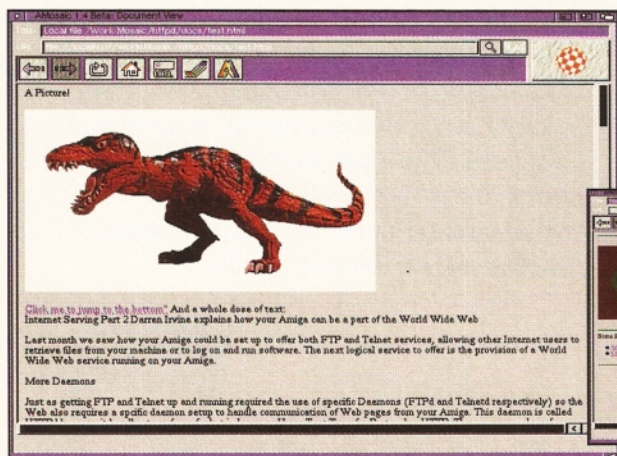 AMosaic 1.4 Beta: Document View
Title: Local file /Work/Mosaic/httpd/docs/test.html
URL:
A Picture!
Click me to jump to the bottom" And a whole dose of text:
Internet Serving Part 2 Darren Irvine explains how your Amiga can be a part of the World Wide Web
Last month we saw how your Amiga could be set up to offer both FTP and Telnet services, allowing other Internet users to
retrieve files from your machine or to log on and run software. The next logical service to offer is the provision of a World
Wide Web service running on your Amiga.
More Daemons
Just as getting FTP and Telnet up and running required the use of spcific Daemons (FTPd and Telnetd respectively) so the
Web also requires a spcific daemon setup to handle communication of Web pages from your Amiga. This daemon is called